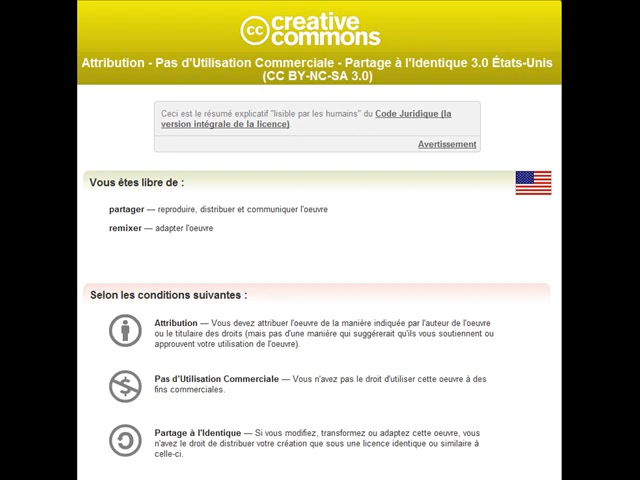 cc creative
commons
Attribution - Pas d'Utilisation Commerciale - Partage à l'Identique 3.0 États-Unis
(CC BY-NC-SA 3.0)
Ceci est le résumé explicatif "lisible par les humains" du Code Juridique (la
version intégrale de la licence)
Avertissement
Vous êtes libre de :
partager — reproduire, distribuer et communiquer l'oeuvre
remixer — adapter l'oeuvre
Selon les conditions suivantes :
Attribution — Vous devez attribuer l'oeuvre de la manière indiquée par l'auteur de l'oeuvre
ou le titulaire des droits (mais pas d'une manière qui suggérerait qu'ils vous soutiennent ou
approuvent votre utilisation de l'oeuvre).
Pas d'Utilisation Commerciale — Vous n'avez pas le droit d'utiliser cette oeuvre à des
fins commerciales.
Partage à l'Identique — Si vous modifiez, transformez ou adaptez cette oeuvre, vous
n'avez le droit de distribuer votre création que sous une licence identique ou similaire à
celle-ci.